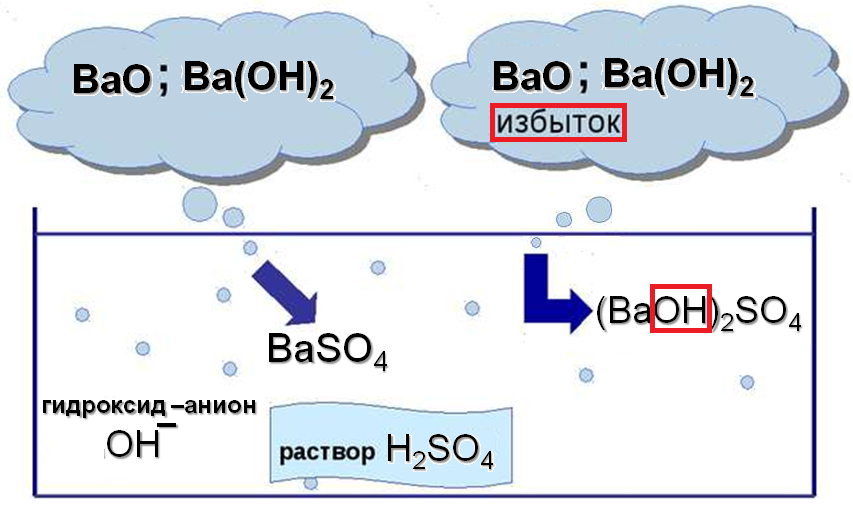 BaO ; Ba(OH)₂
BaO ; Ba(OH)₂
избыток
(BaOH)₂SO₄
BaSO₄
гидроксид –анион
OH⁻
раствор H₂SO₄